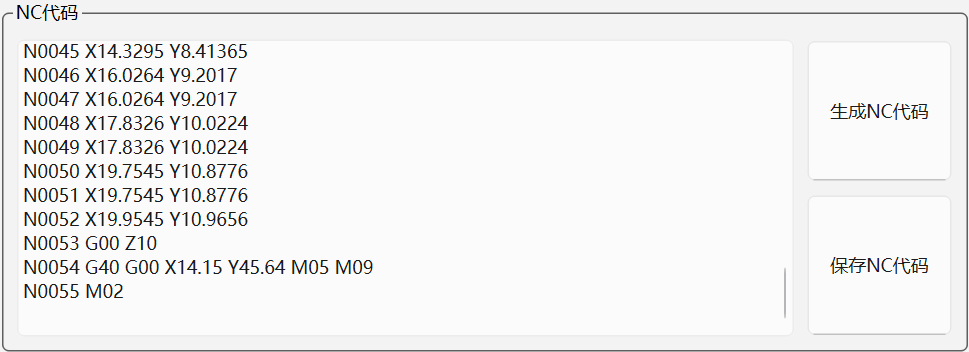 NC代码
N0045 X14.3295 Y8.41365
N0046 X16.0264 Y9.2017
N0047 X16.0264 Y9.2017
N0048 X17.8326 Y10.0224
N0049 X17.8326 Y10.0224
N0050 X19.7545 Y10.8776
N0051 X19.7545 Y10.8776
N0052 X19.9545 Y10.9656
N0053 G00 Z10
N0054 G40 G00 X14.15 Y45.64 M05 M09
N0055 M02
生成NC代码
保存NC代码